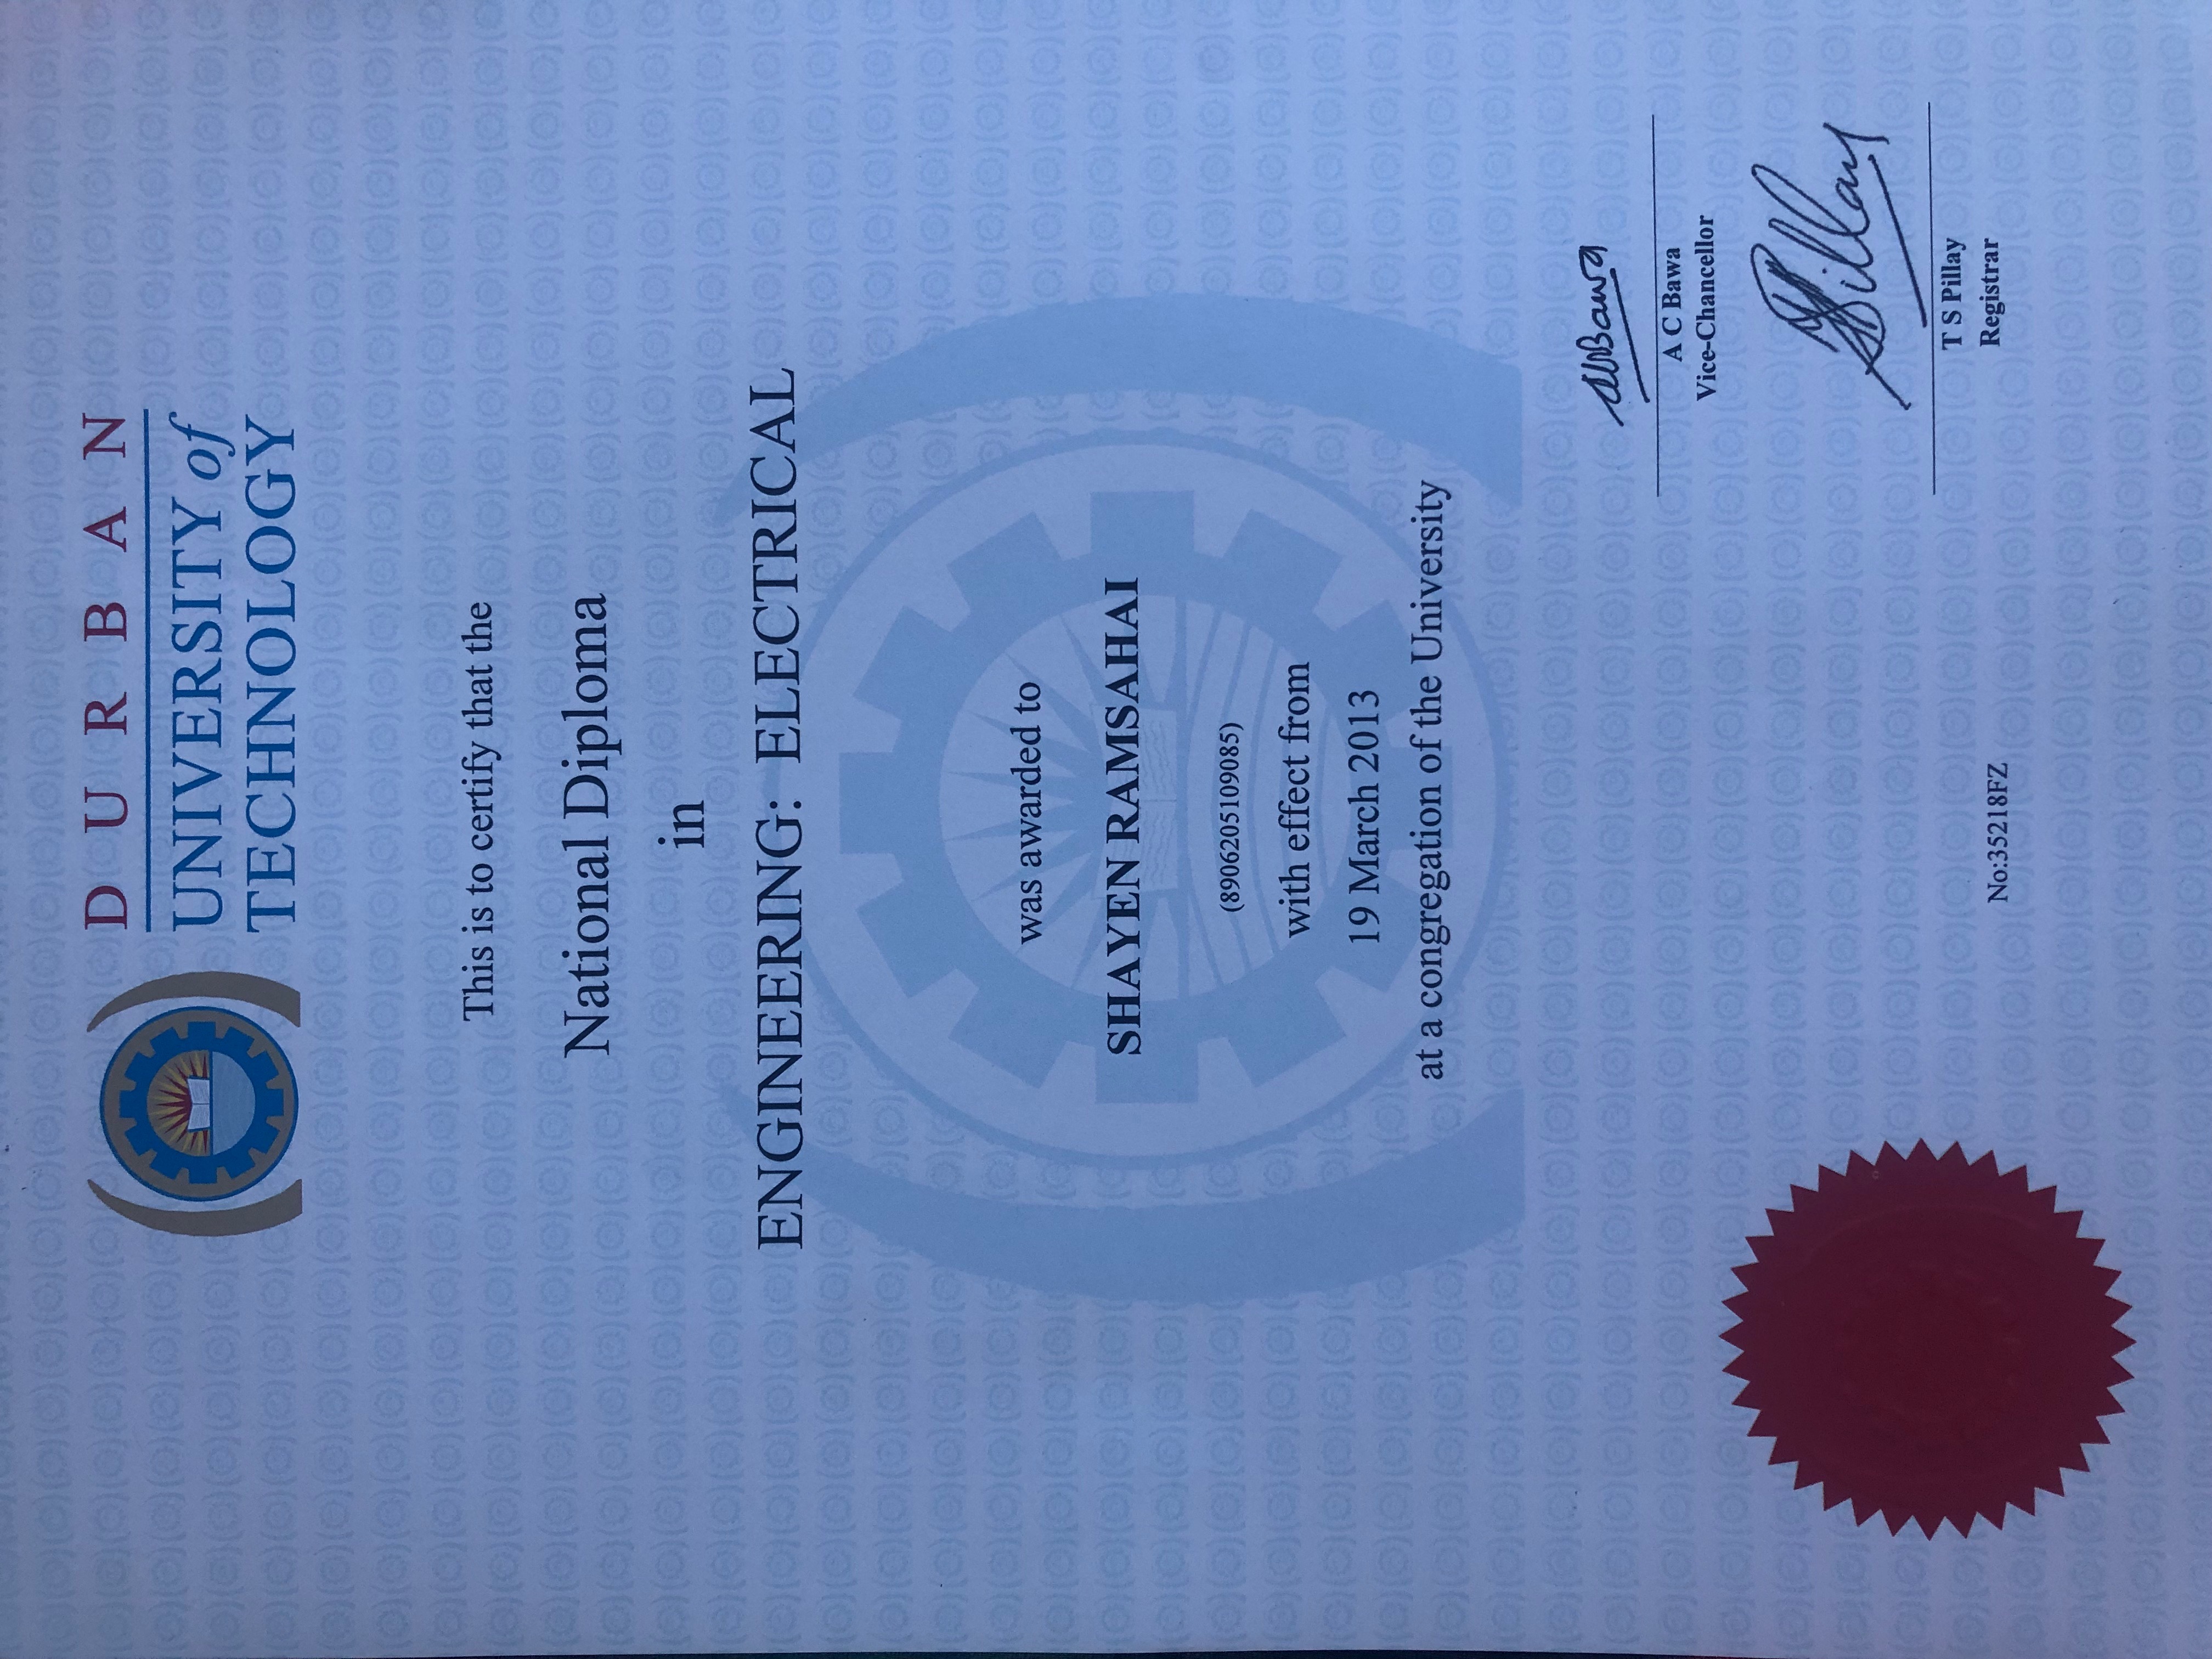 DURBAN
UNIVERSITY of
TECHNOLOGY
This is to certify that the
National Diploma
in
ENGINEERING: ELECTRICAL
was awarded to
SHAYEN RAMSAHAI
(8906205109085)
with effect from
19 March 2013
at a congregation of the University
A C Bawa
Vice-Chancellor
T S Pillay
Registrar
No:35218FZ